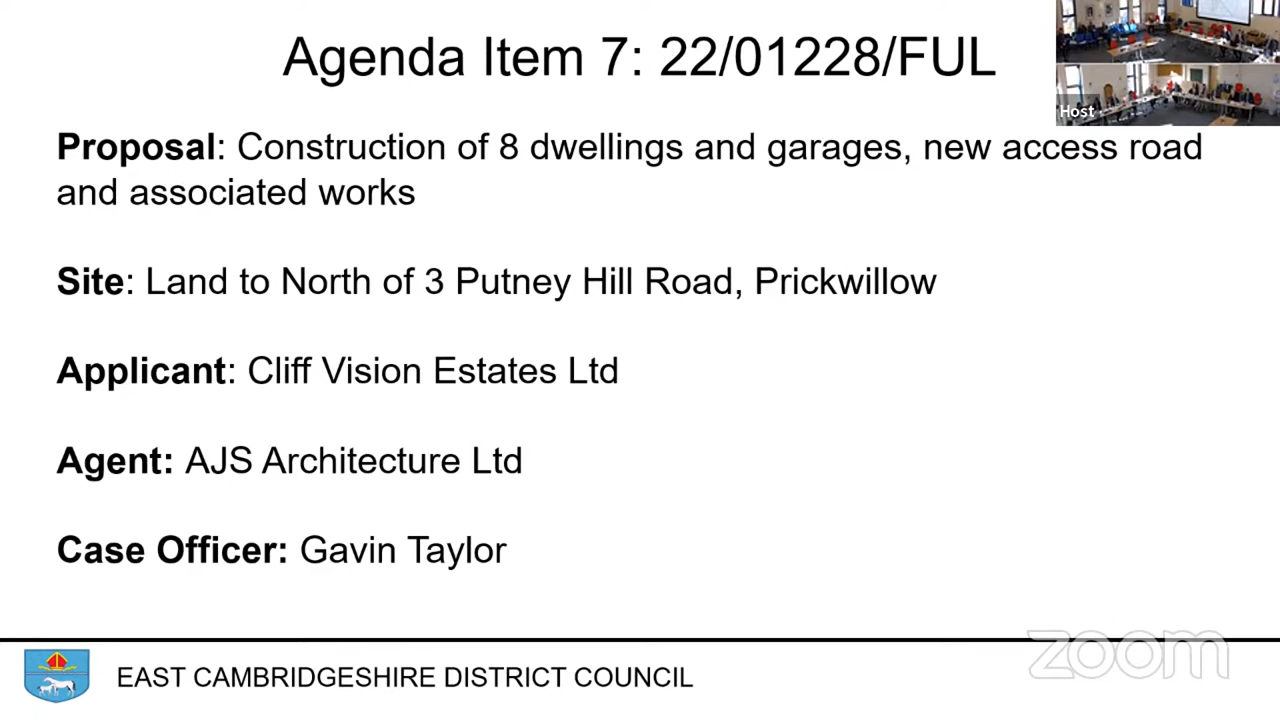 Agenda Item 7: 22/01228/FUL
Host
Proposal: Construction of 8 dwellings and garages, new access road
and associated works
Site: Land to North of 3 Putney Hill Road, Prickwillow
Applicant: Cliff Vision Estates Ltd
Agent: AJS Architecture Ltd
Case Officer: Gavin Taylor
EAST CAMBRIDGESHIRE DISTRICT COUNCIL
zoom